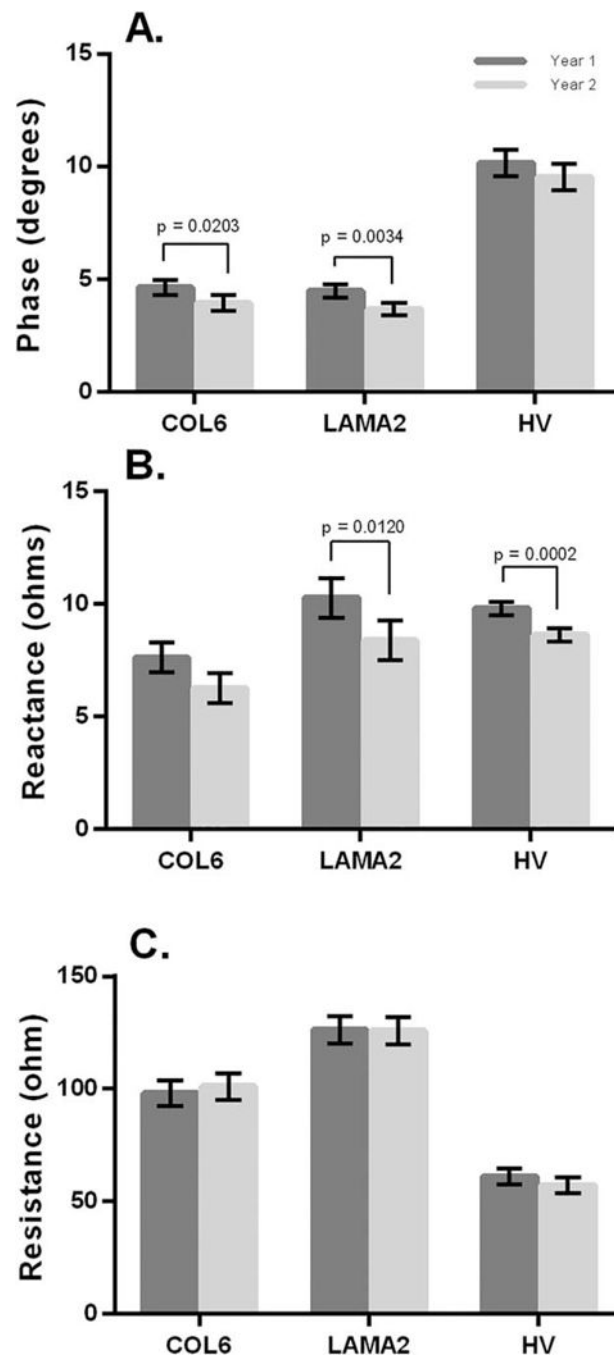 A.
15
10
5
0
Phase (degrees)
Year 1
Year 2
p = 0.0203
p = 0.0034
COL6 LAMA2 HV
B.
15
10
5
0
Reactance (ohms)
p = 0.0120
p = 0.0002
COL6 LAMA2 HV
C.
150
100
50
0
Resistance (ohm)
COL6 LAMA2 HV